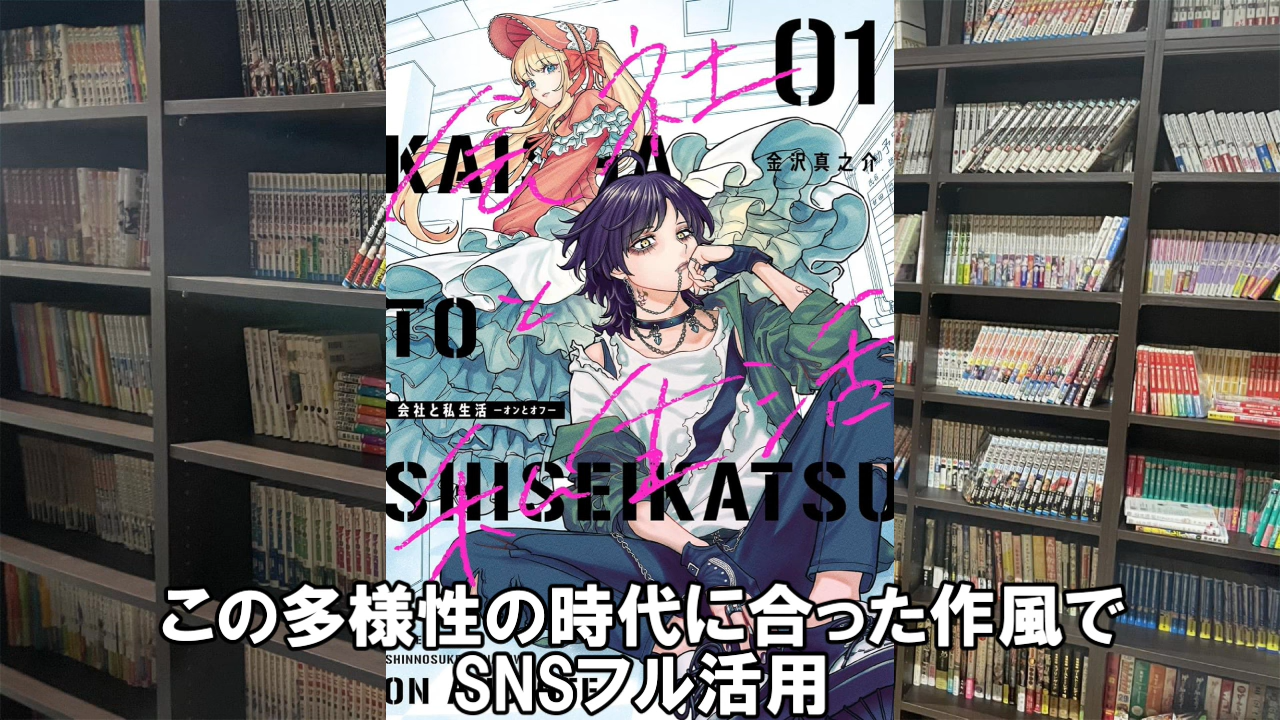 01
会社
KAISHA
金沢真之介
と
TO
会社と私生活 ーオンとオフー
私生活
SHISEIKATSU
この多様性の時代に合った作風で
SNSフル活用
SHINNOSUK
ON